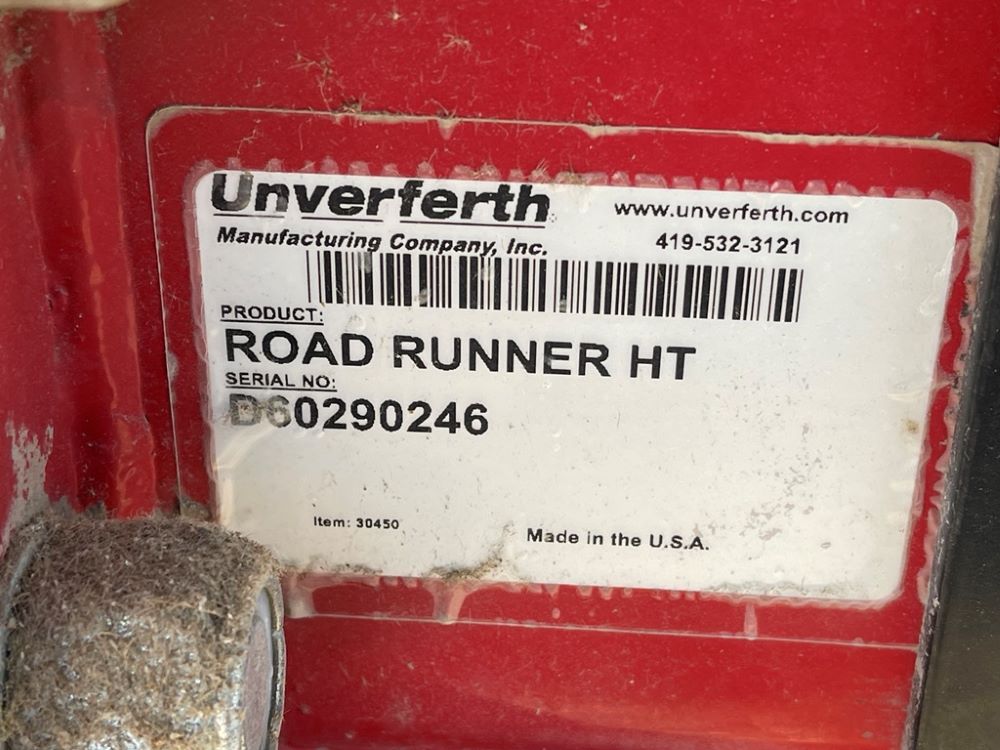 Unverferth
Manufacturing Company, Inc.
www.unverferth.com
419-532-3121
PRODUCT:
ROAD RUNNER HT
SERIAL NO:
D60290246
Item: 30450
Made in the U.S.A.